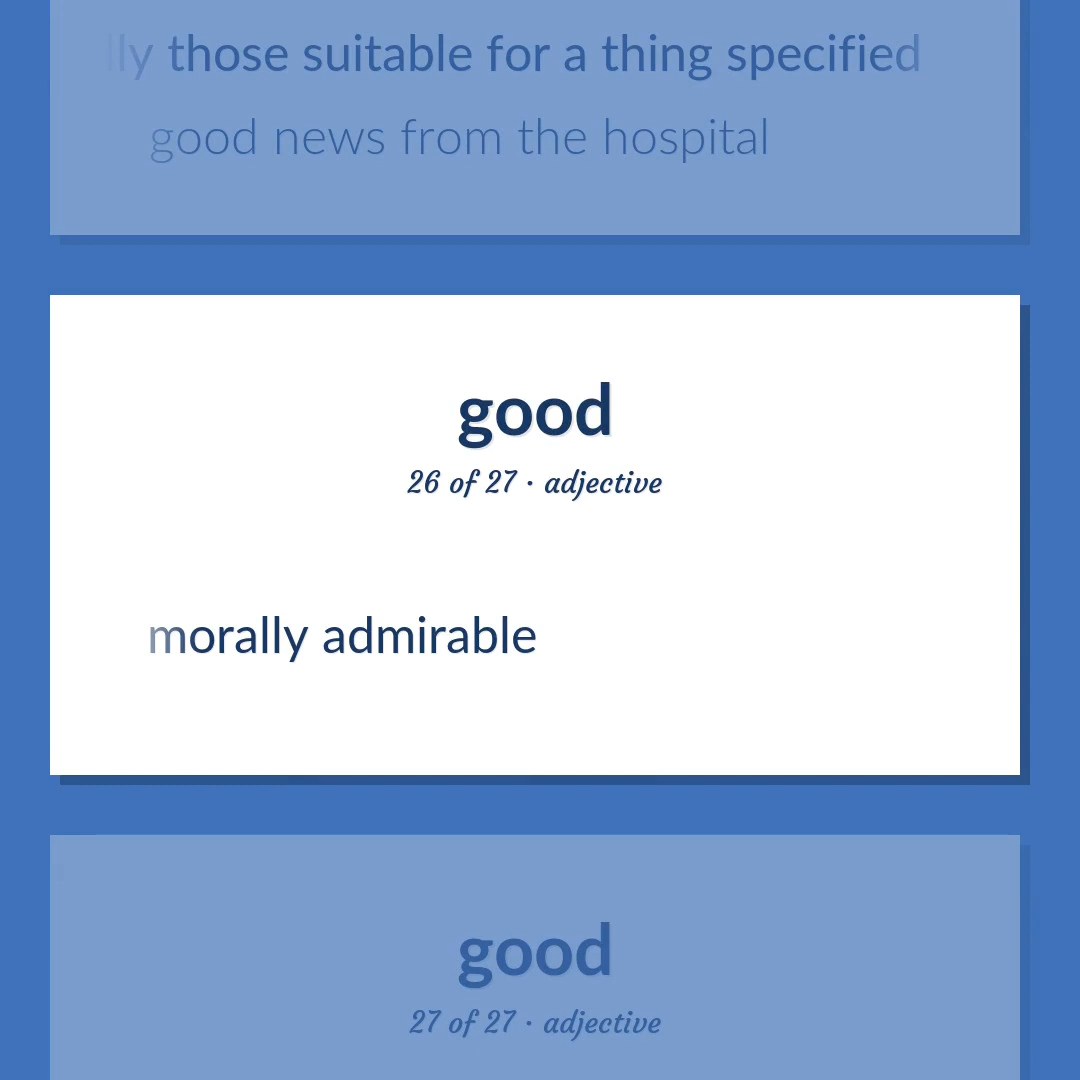 lly those suitable for a thing specified
good news from the hospital
good
26 of 27 · adjective
morally admirable
good
27 of 27 · adjective